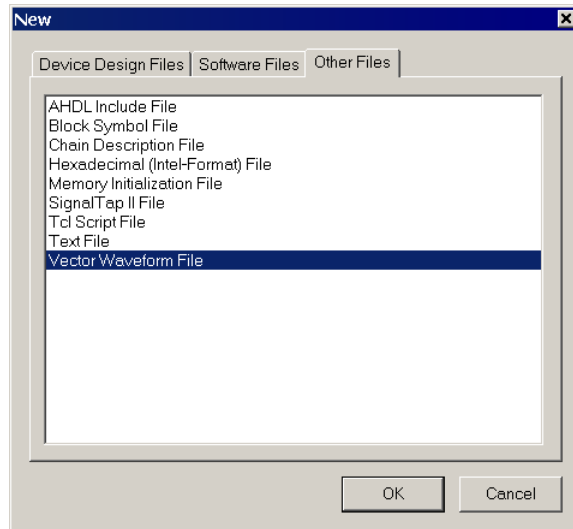 New
Device Design Files Software Files Other Files
AHDL Include File
Block Symbol File
Chain Description File
Hexadecimal (Intel-Format) File
Memory Initialization File
SignalTap II File
Tcl Script File
Text File
Vector Waveform File
OK Cancel